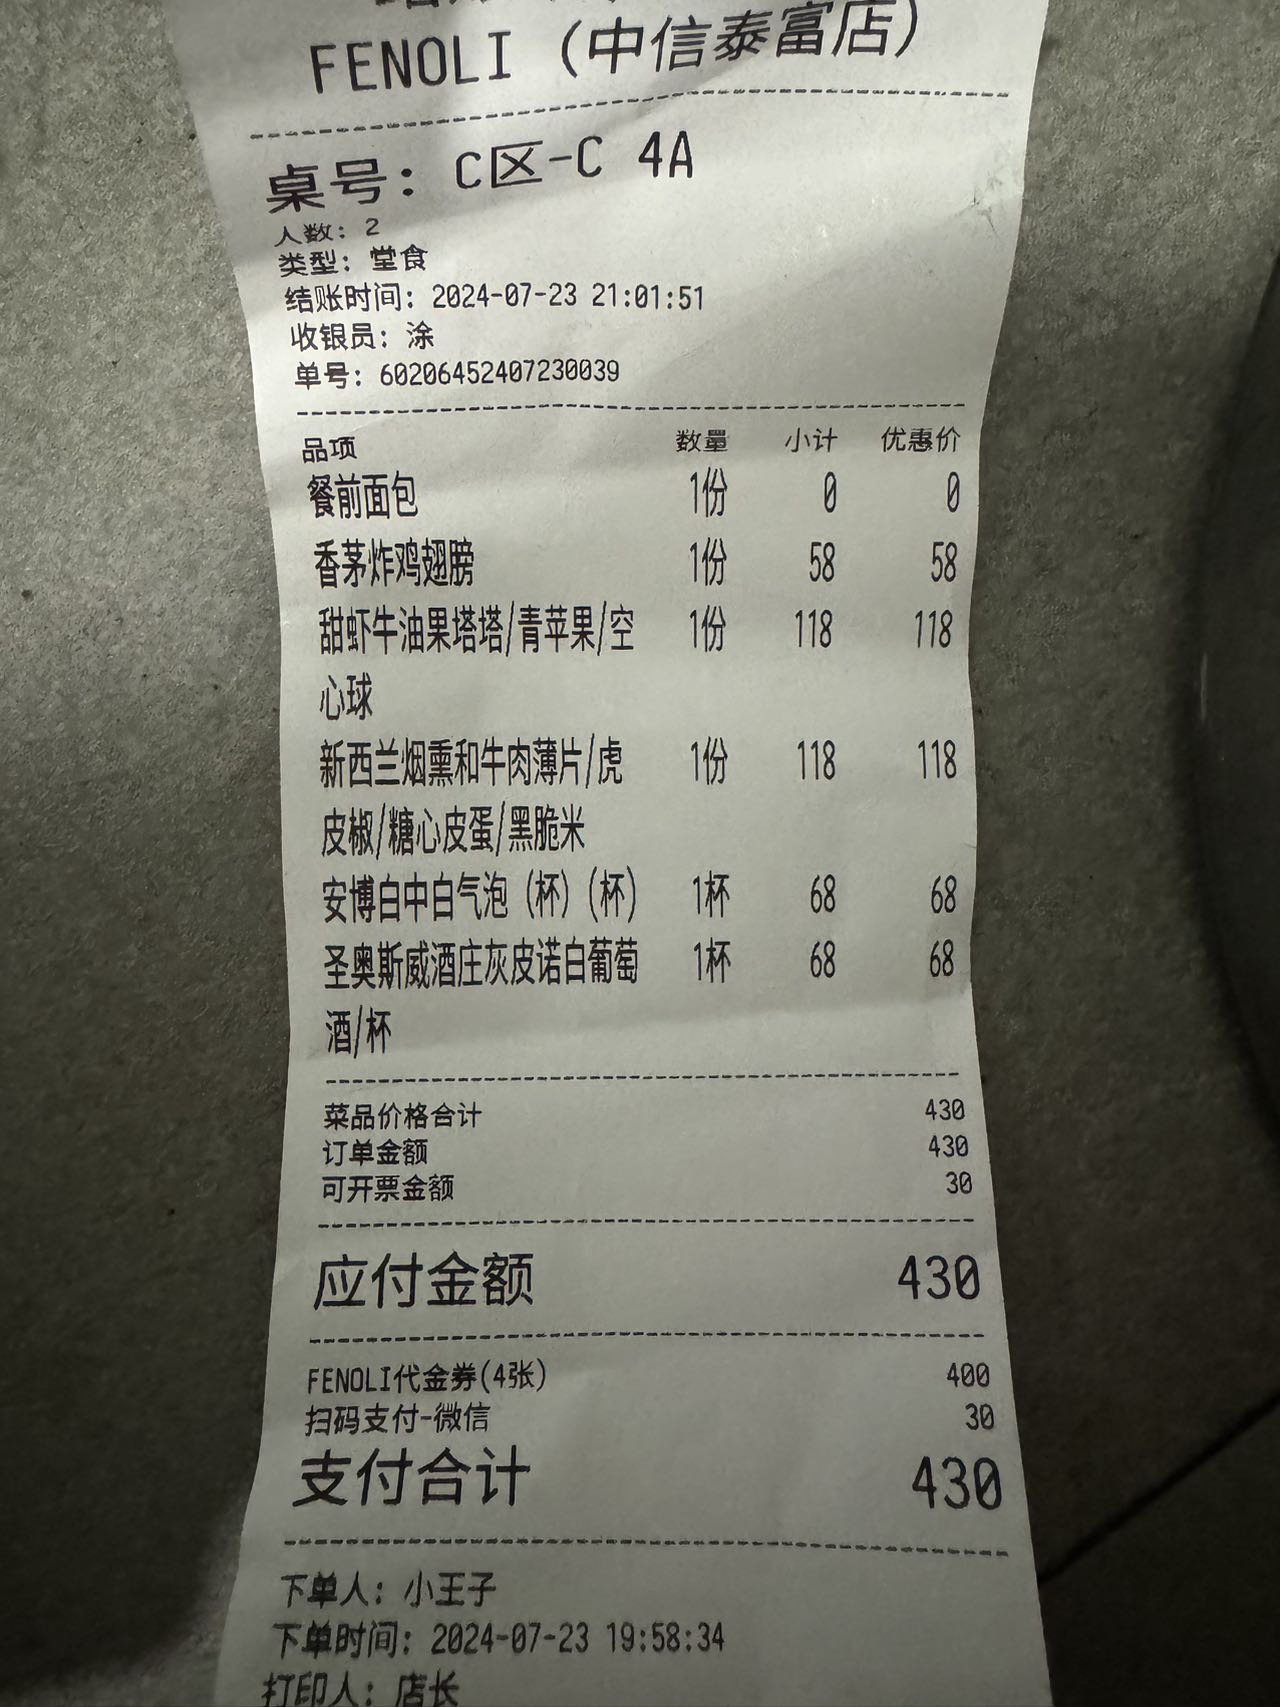 FENOLI (中信泰富店)
桌号: C区-C 4A
人数: 2
类型: 堂食
结账时间: 2024-07-23 21:01:51
收银员: 涂
单号: 602064524072300​39
品项 数量 小计 优惠价
餐前面包 1份 0 0
香茅炸鸡翅膀 1份 58 58
甜虾牛油果塔塔/青苹果/空 1份 118 118
心球
新西兰烟熏和牛肉薄片/虎 1份 118 118
皮椒/糖心皮蛋/黑脆米
安博白中白气泡 (杯) (杯) 1杯 68 68
圣奥斯威酒庄灰皮诺白葡萄 1杯 68 68
酒/杯
菜品价格合计 430
订单金额 430
可开票金额 30
应付金额 430
FENOLI代金券(4张) 400
扫码支付-微信 30
支付合计 430
下单人: 小王子
下单时间: 2024-07-23 19:58:34
打印人: 店长